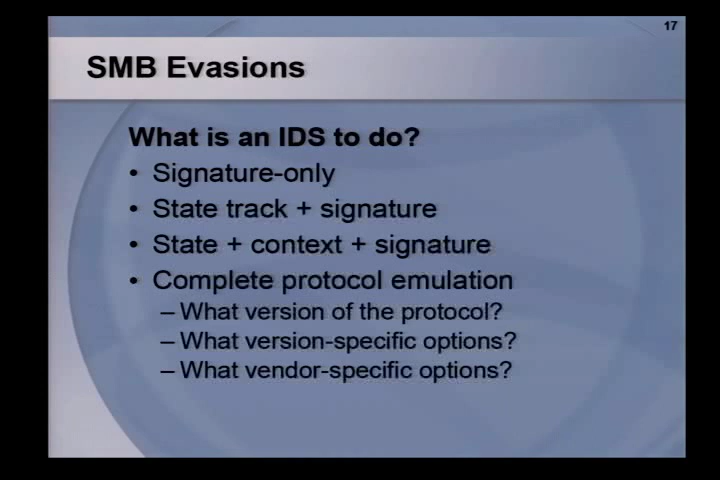 17
SMB Evasions
What is an IDS to do?
• Signature-only
• State track + signature
• State + context + signature
• Complete protocol emulation
– What version of the protocol?
– What version-specific options?
– What vendor-specific options?